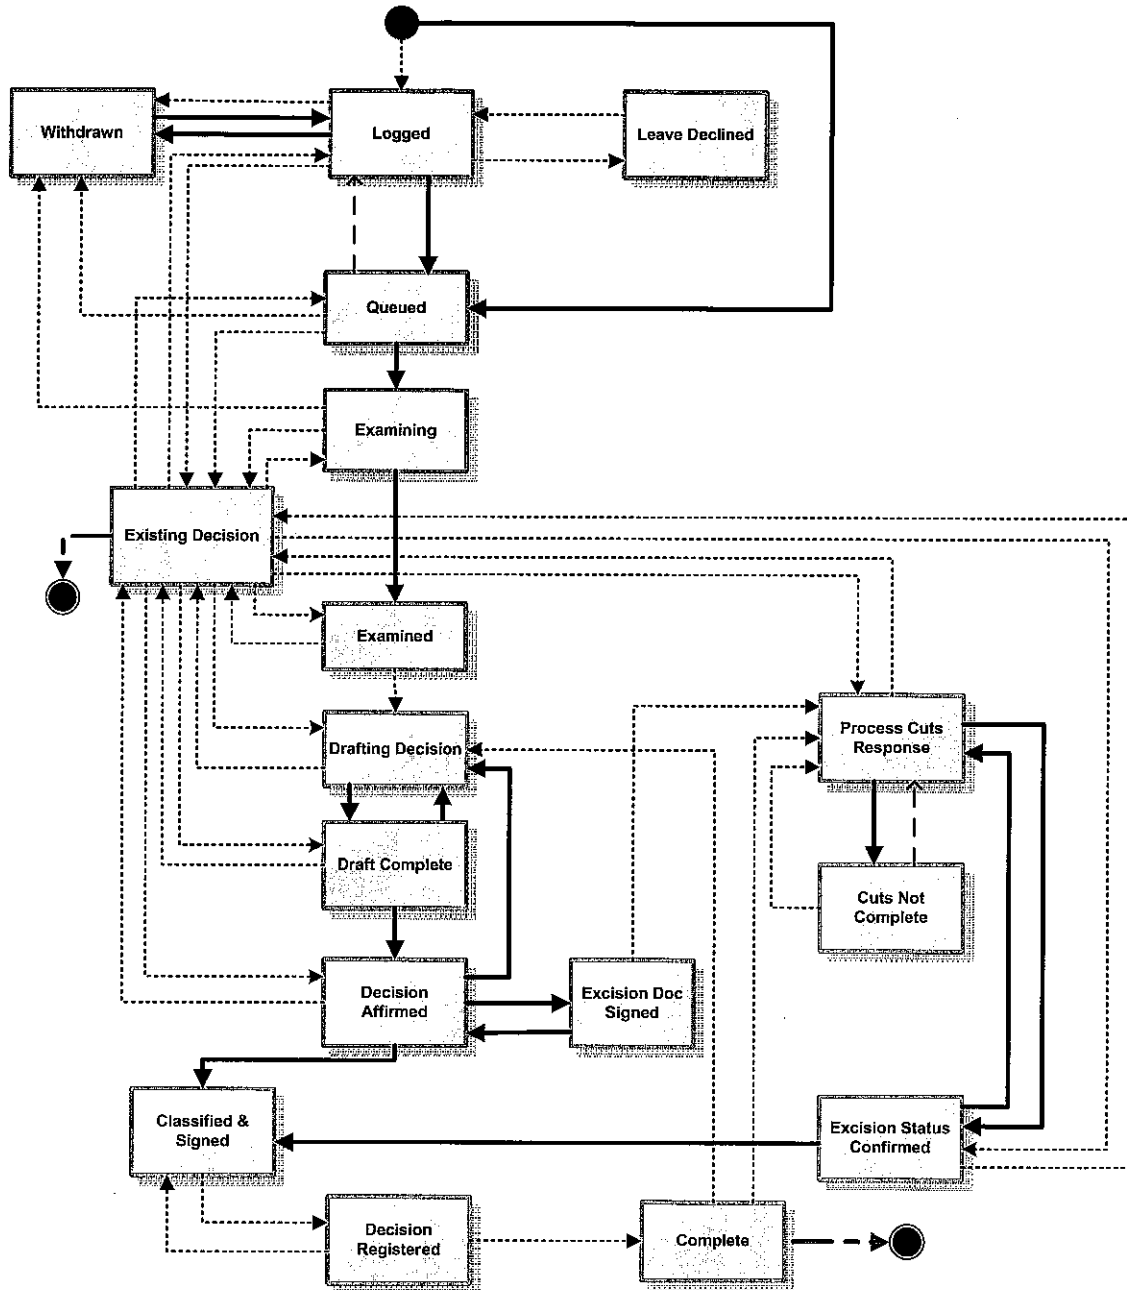 Withdrawn
Logged
Leave Declined
Queued
Examining
Existing Decision
Examined
Drafting Decision
Process Cuts
Response
Draft Complete
Cuts Not
Complete
Decision
Affirmed
Excision Doc
Signed
Classified &
Signed
Excision Status
Confirmed
Decision
Registered
Complete